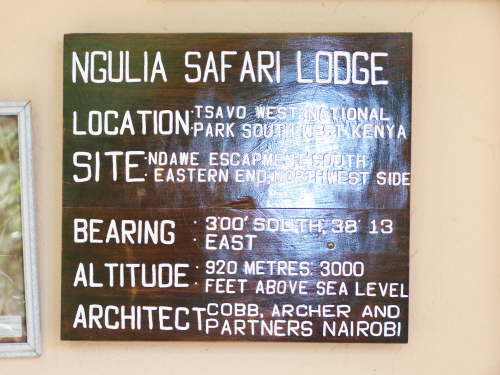 NGULIA SAFARI LODGE
LOCATION: TSAVO WEST NATIONAL
PARK SOUTH WEST KENYA
SITE: NDAWE ESCAPMENT SOUTH
EASTERN END, NORTHWEST SIDE
BEARING : 3'00' SOUTH, 38' 13
EAST
ALTITUDE : 920 METRES: 3000
FEET ABOVE SEA LEVEL
ARCHITECT: COBB, ARCHER AND
PARTNERS NAIROBI